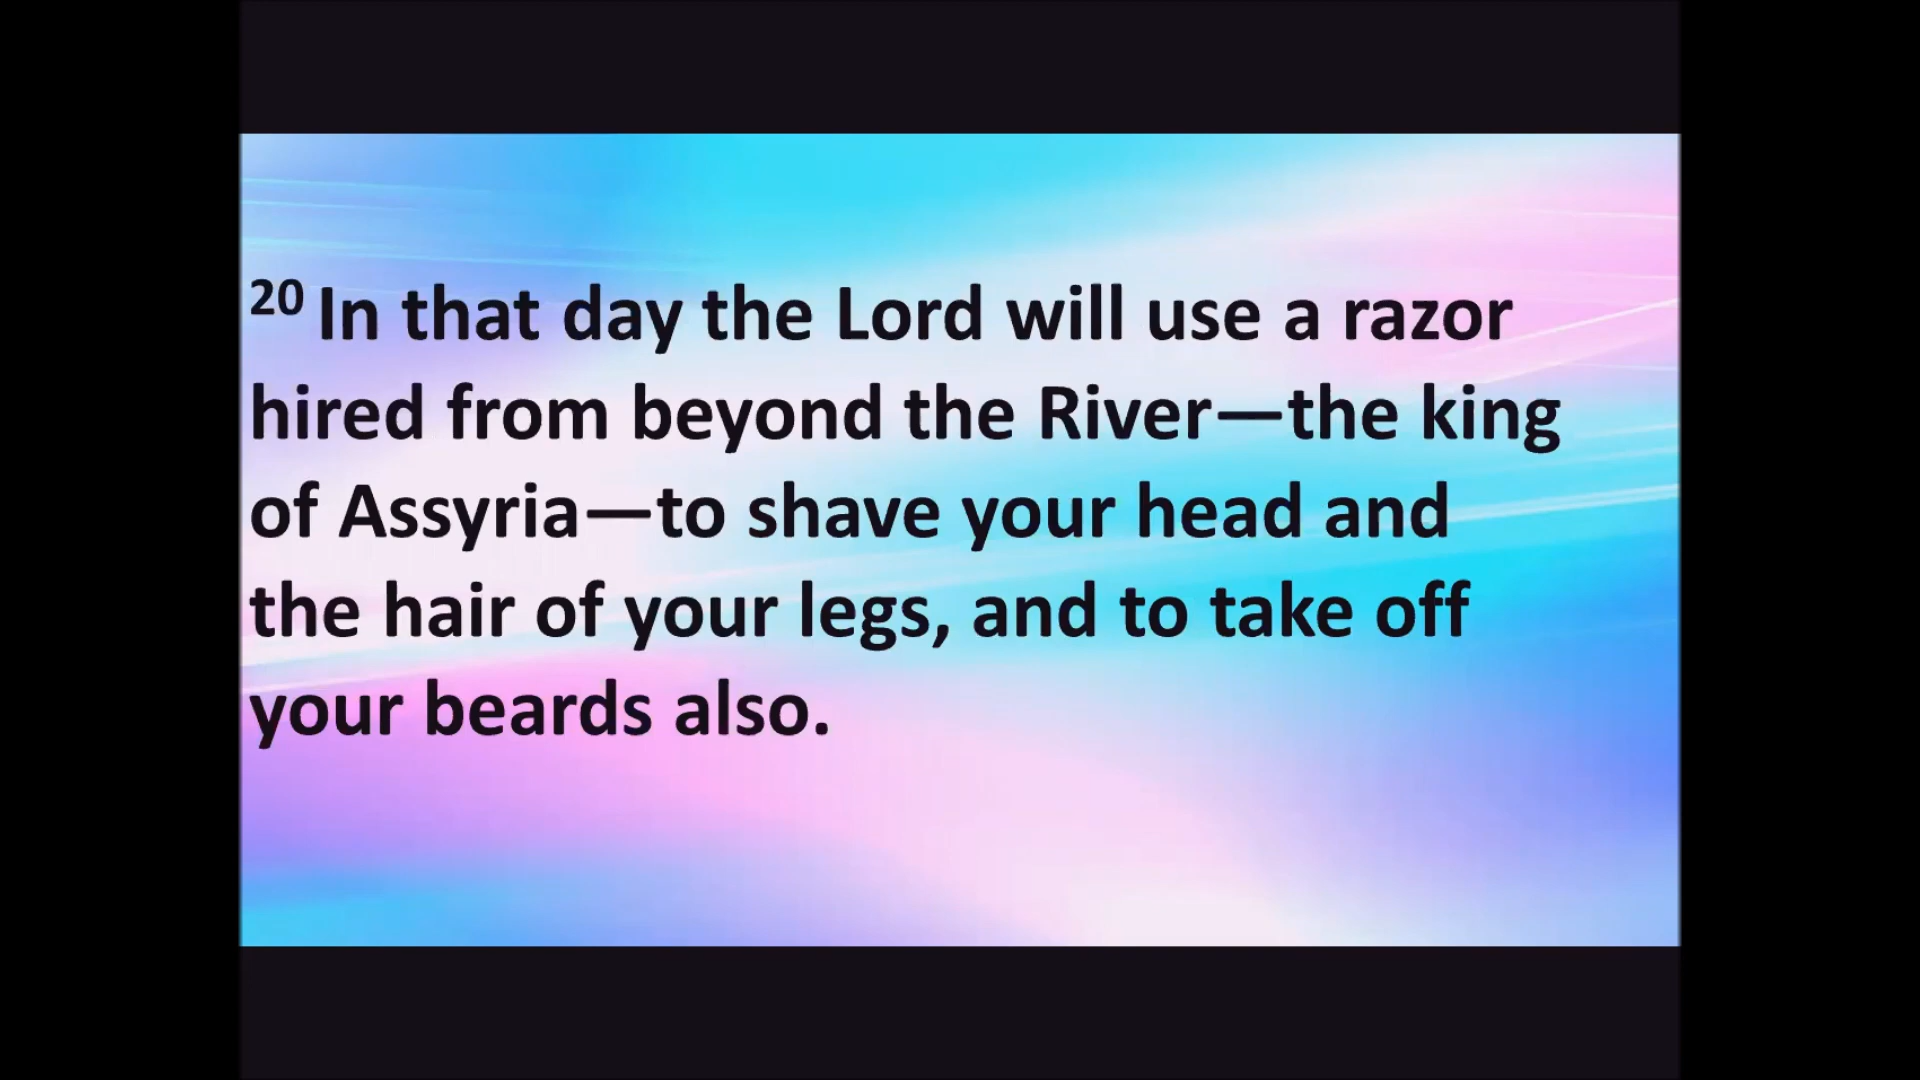 20 In that day the Lord will use a razor
hired from beyond the River—the king
of Assyria—to shave your head and
the hair of your legs, and to take off
your beards also.